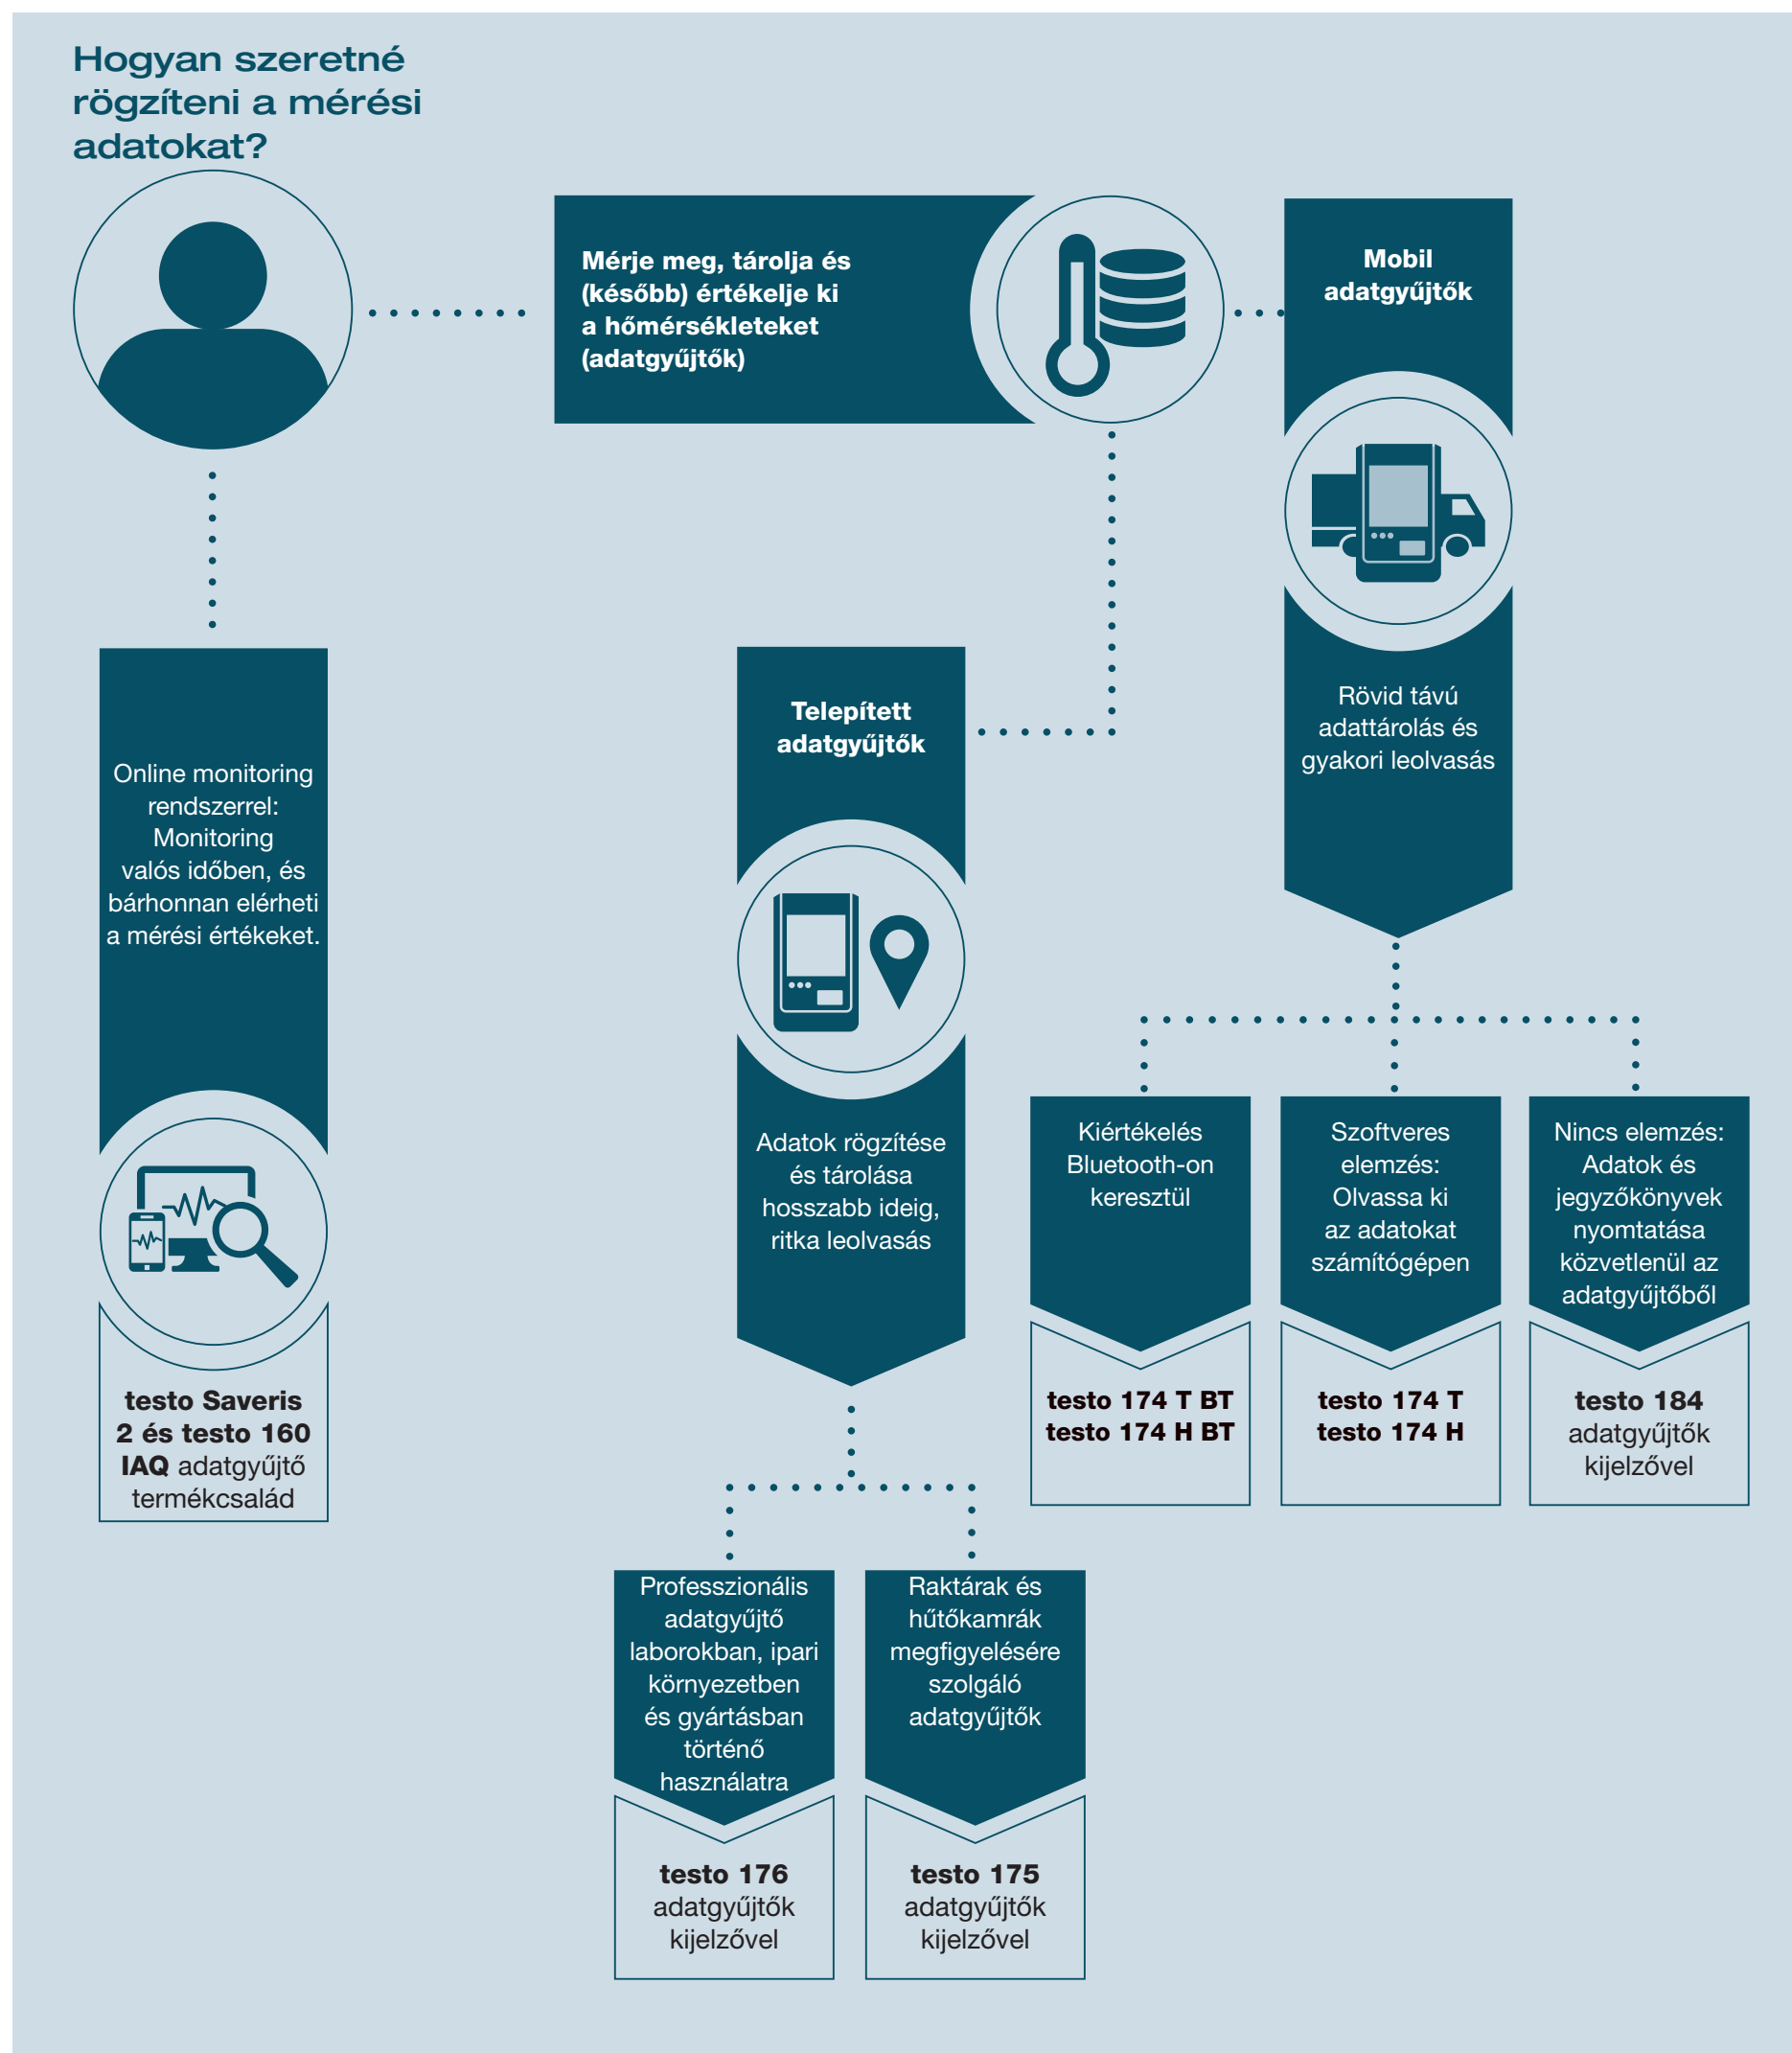 Hogyan szeretné
rögzíteni a mérési
adatokat?
Mérje meg, tárolja és
(később) értékelje ki
a hőmérsékleteket
(adatgyűjtők)
Mobil
adatgyűjtők
Rövid távú
adattárolás és
gyakori leolvasás
Telepített
adatgyűjtők
Online monitoring
rendszerrel:
Monitoring
valós időben, és
bárhonnan elérheti
a mérési értékeket.
Adatok rögzítése
és tárolása
hosszabb ideig,
ritka leolvasás
Kiértékelés
Bluetooth-on
keresztül
Szoftveres
elemzés:
Olvassa ki
az adatokat
számítógépen
Nincs elemzés:
Adatok és
jegyzőkönyvek
nyomtatása
közvetlenül az
adatgyűjtőből
testo Saveris
2 és testo 160
IAQ adatgyűjtő
termékcsalád
testo 174 T BT
testo 174 H BT
testo 174 T
testo 174 H
testo 184
adatgyűjtők
kijelzővel
Professzionális
adatgyűjtő
laborokban, ipari
környezetben
és gyártásban
történő
használatra
Raktárak és
hűtőkamrák
megfigyelésére
szolgáló
adatgyűjtők
testo 176
adatgyűjtők
kijelzővel
testo 175
adatgyűjtők
kijelzővel